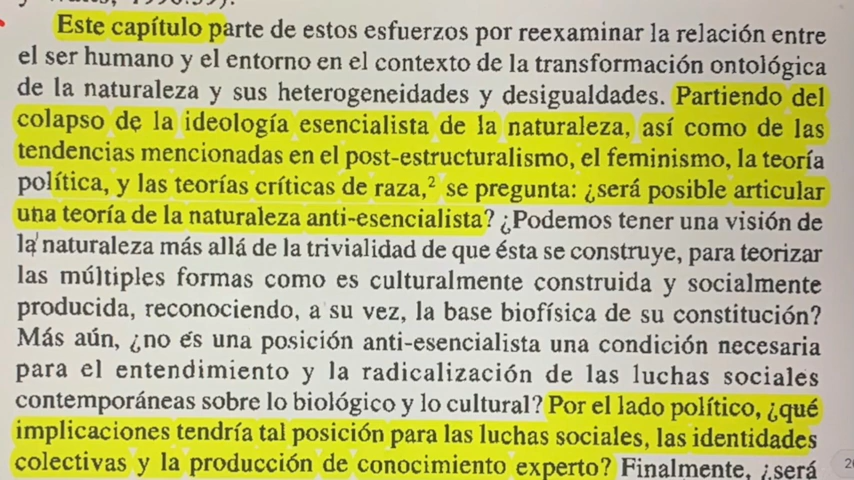 Este capítulo parte de estos esfuerzos por reexaminar la relación entre
el ser humano y el entorno en el contexto de la transformación ontológica
de la naturaleza y sus heterogeneidades y desigualdades. Partiendo del
colapso de la ideología esencialista de la naturaleza, así como de las
tendencias mencionadas en el post-estructuralismo, el feminismo, la teoría
política, y las teorías críticas de raza,² se pregunta: ¿será posible articular
una teoría de la naturaleza anti-esencialista? ¿Podemos tener una visión de
la naturaleza más allá de la trivialidad de que ésta se construye, para teorizar
las múltiples formas como es culturalmente construida y socialmente
producida, reconociendo, a su vez, la base biofísica de su constitución?
Más aún, ¿no es una posición anti-esencialista una condición necesaria
para el entendimiento y la radicalización de las luchas sociales
contemporáneas sobre lo biológico y lo cultural? Por el lado político, ¿qué
implicaciones tendría tal posición para las luchas sociales, las identidades
colectivas y la producción de conocimiento experto? Finalmente, ¿será